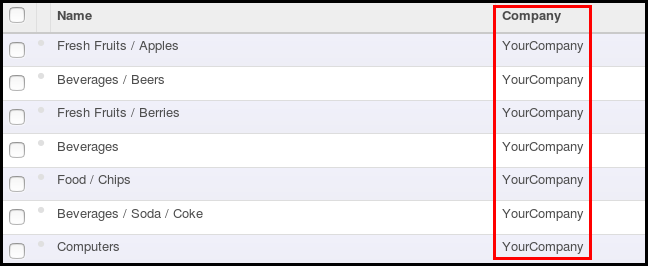 Name Company
Fresh Fruits / Apples YourCompany
Beverages / Beers YourCompany
Fresh Fruits / Berries YourCompany
Beverages YourCompany
Food / Chips YourCompany
Beverages / Soda / Coke YourCompany
Computers YourCompany